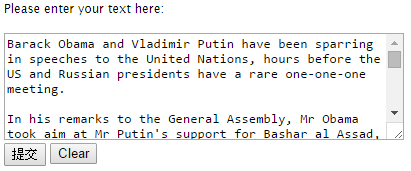 Please enter your text here:
Barack Obama and Vladimir Putin have been sparring
in speeches to the United Nations, hours before the
US and Russian presidents have a rare one-one-one
meeting.
In his remarks to the General Assembly, Mr Obama
took aim at Mr Putin's support for Bashar al Assad,
提交 Clear